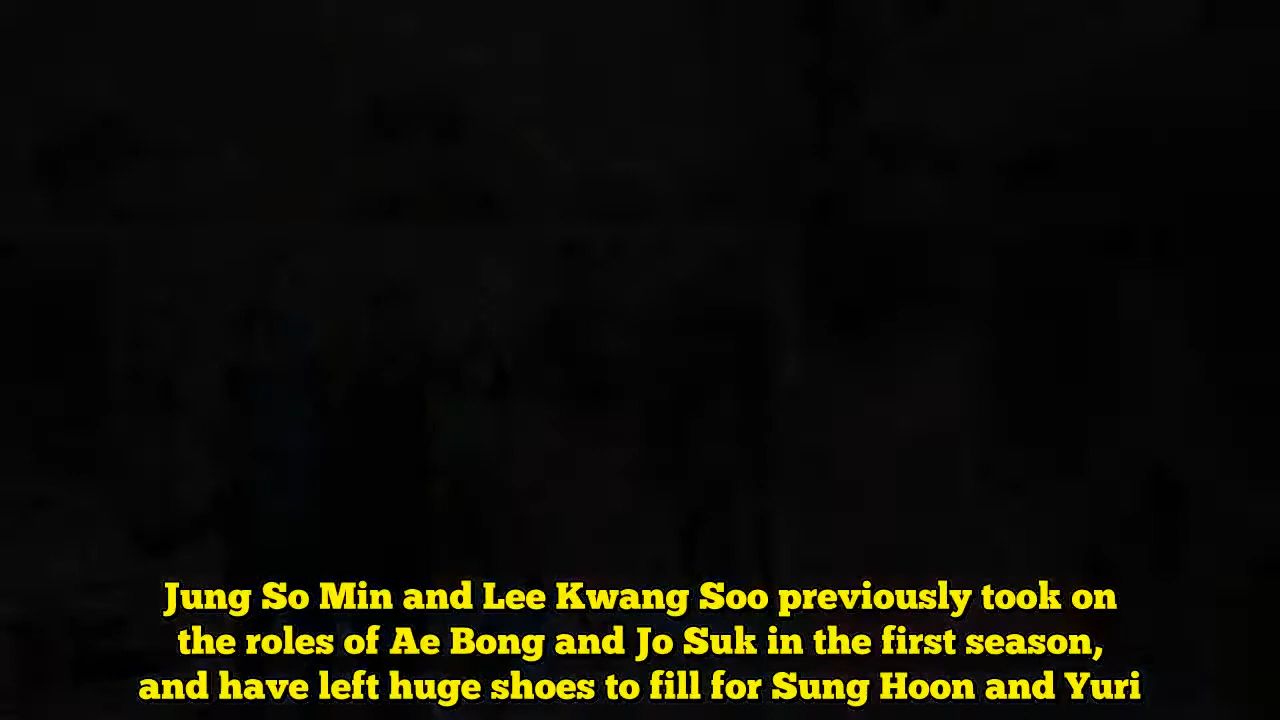 Jung So Min and Lee Kwang Soo previously took on
the roles of Ae Bong and Jo Suk in the first season,
and have left huge shoes to fill for Sung Hoon and Yuri